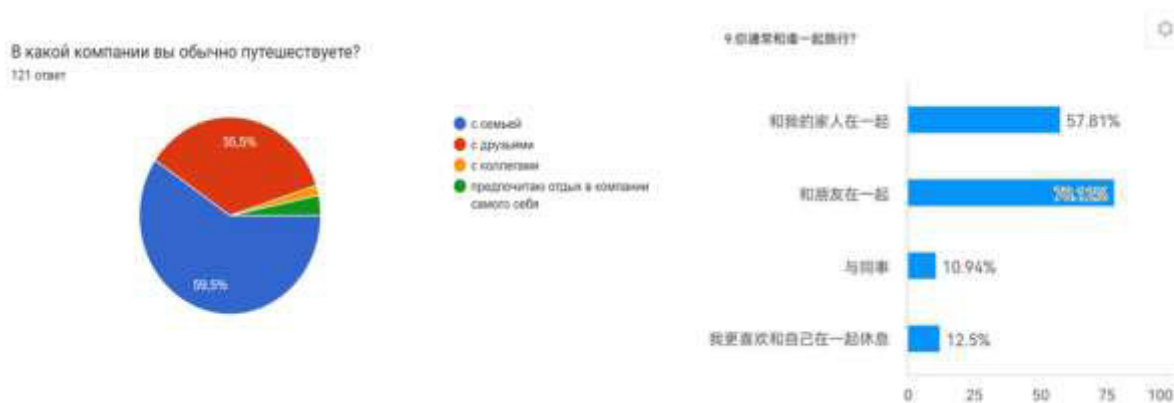 В какой компании вы обычно путешествуете?
121 ответ
35,5%
59,5%
с семьей
с друзьями
с коллегами
предпочитаю отдых в компании
самого себя
9.你通常和谁一起旅行?
和我的家人在一起
57.81%
和朋友在一起
与同事
10.94%
我更喜欢和自己在一起休息
12.5%
0
25
50
75
100